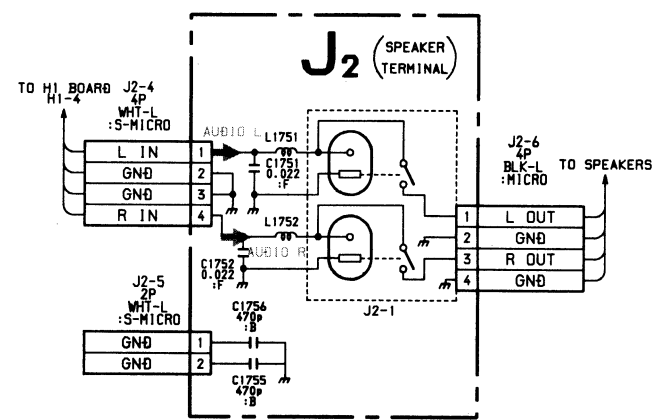 J2 (SPEAKER TERMINAL)
TO H1 BOARD
H1-4
J2-4
4P
WHT-L
:S-MICRO
L IN 1
GND 2
GND 3
R IN 4
AUDIO L
L1751
C1751
0.022
:F
L1752
AUDIO R
C1752
0.022
:F
J2-1
J2-6
4P
BLK-L
:MICRO
TO SPEAKERS
1 L OUT
2 GND
3 R OUT
4 GND
J2-5
2P
WHT-L
:S-MICRO
GND 1
GND 2
C1756
470p
:B
C1755
470p
:B